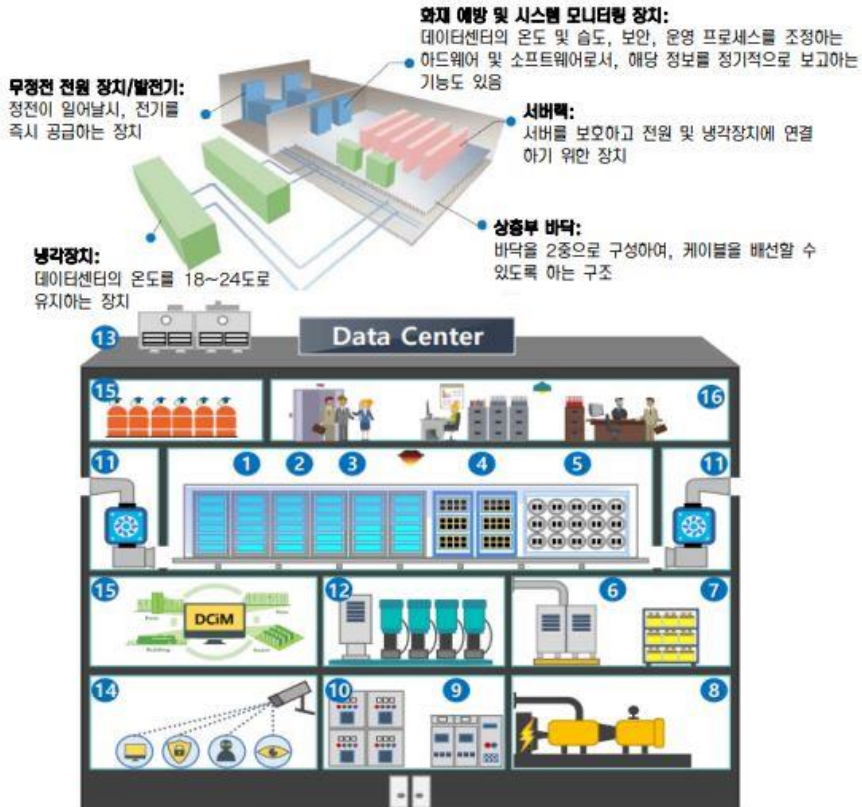 화재 예방 및 시스템 모니터링 장치:
데이터센터의 온도 및 습도, 보안, 운영 프로세스를 조정하는
하드웨어 및 소프트웨어로서, 해당 정보를 정기적으로 보고하는
기능도 있음
무정전 전원 장치/발전기:
정전이 일어날시, 전기를
즉시 공급하는 장치
서버랙:
서버를 보호하고 전원 및 냉각장치에 연결
하기 위한 장치
상층부 바닥:
바닥을 2중으로 구성하여, 케이블을 배선할 수
있도록 하는 구조
냉각장치:
데이터센터의 온도를 18~24도로
유지하는 장치
13
Data Center
15
16
11
1
2
3
4
5
11
15
DCiM
Building
12
6
7
14
10
9
8